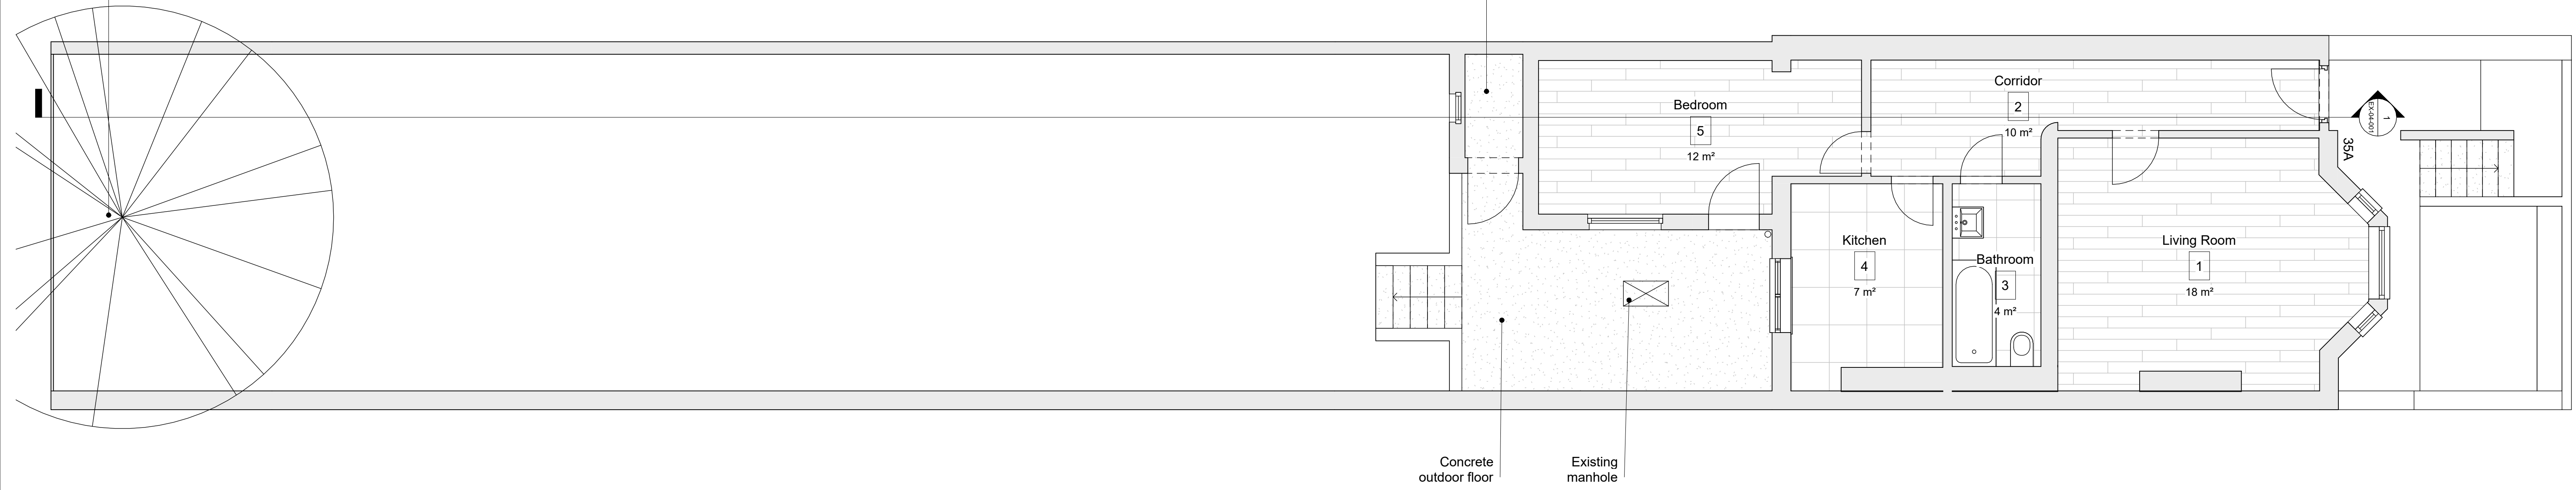 Corridor
2
10 m²
Bedroom
5
12 m²
1
EX-04-001
35A
Kitchen
4
7 m²
Bathroom
3
4 m²
Living Room
1
18 m²
Concrete
outdoor floor
Existing
manhole